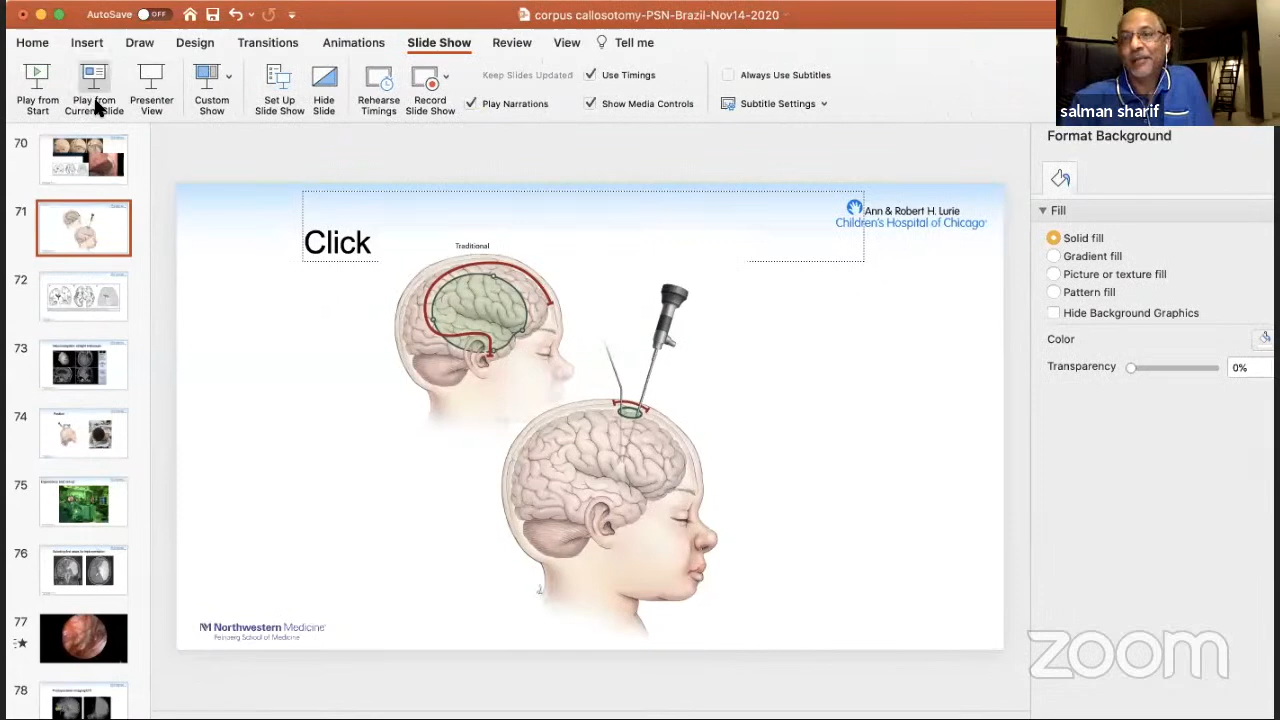 AutoSave OFF
corpus callosotomy-PSN-Brazil-Nov14-2020
Home Insert Draw Design Transitions Animations Slide Show Review View Tell me
Play from Start
Play from Current Slide
Presenter View
Custom Show
Set Up Slide Show
Hide Slide
Rehearse Timings
Record Slide Show
Keep Slides Updated
Play Narrations
Use Timings
Show Media Controls
Always Use Subtitles
Subtitle Settings
salman sharif
70
71
72
73
74
75
76
77
78
Click
Traditional
Ann & Robert H. Lurie
Children's Hospital of Chicago
Northwestern Medicine
Feinberg School of Medicine
Format Background
Fill
Solid fill
Gradient fill
Picture or texture fill
Pattern fill
Hide Background Graphics
Color
Transparency 0%
zoom